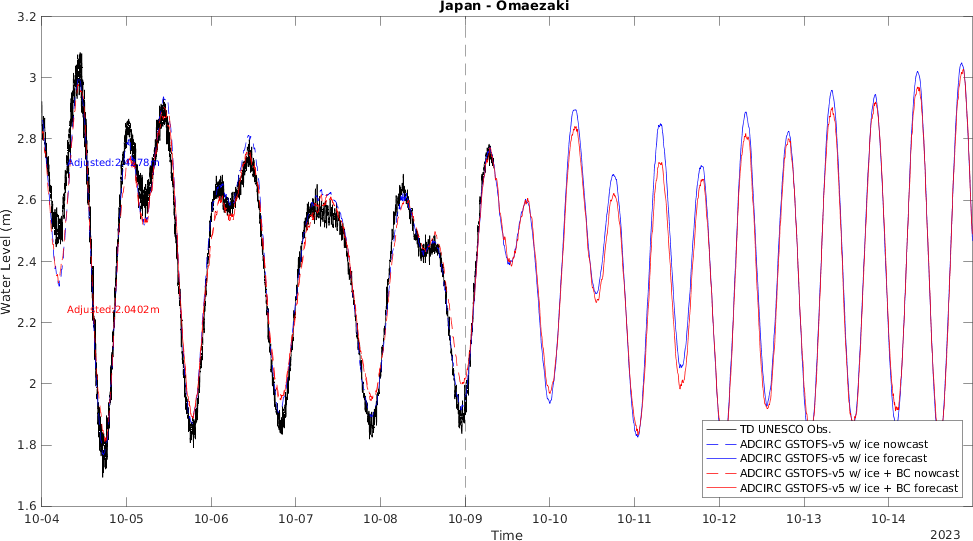 Japan - Omaezaki
3.2
3
2.8
2.6
2.4
2.2
2
1.8
1.6
Water Level (m)
Adjusted:2.0402m
10-04
10-05
10-06
10-07
10-08
10-09
10-10
10-11
10-12
10-13
10-14
Time
2023
TD UNESCO Obs.
ADCIRC GSTOFS-v5 w/ ice nowcast
ADCIRC GSTOFS-v5 w/ ice forecast
ADCIRC GSTOFS-v5 w/ ice + BC nowcast
ADCIRC GSTOFS-v5 w/ ice + BC forecast